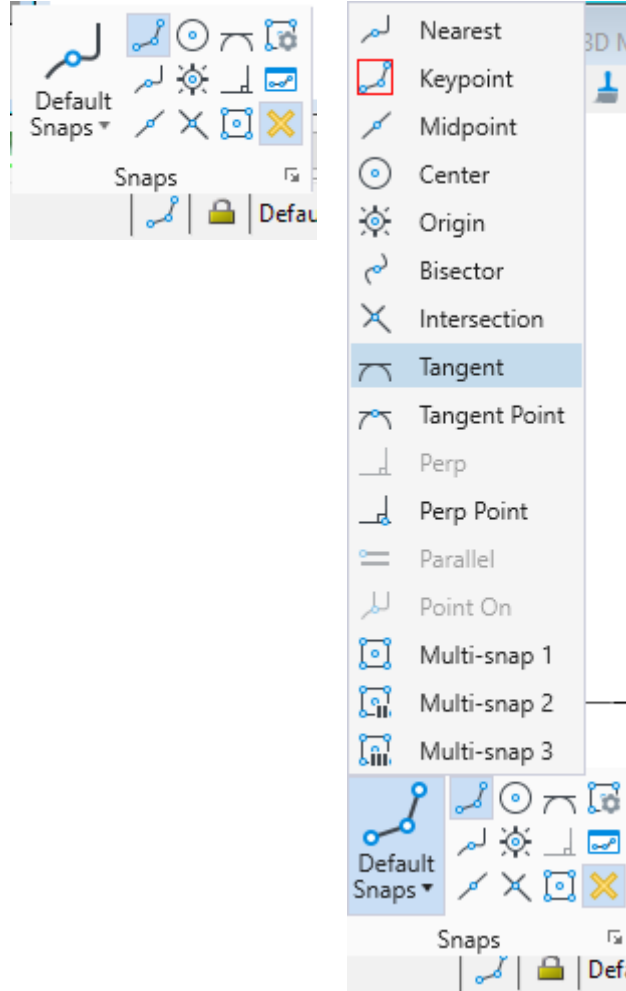 Default
Snaps
Snaps
Defau
Nearest
Keypoint
Midpoint
Center
Origin
Bisector
Intersection
Tangent
Tangent Point
Perp
Perp Point
Parallel
Point On
Multi-snap 1
Multi-snap 2
Multi-snap 3
3D N
Default
Snaps
Snaps
Def